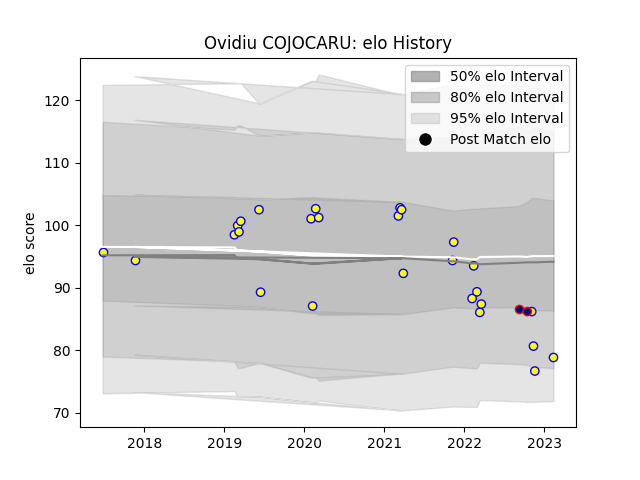 Ovidiu COJOCARU: elo History
50% elo Interval
80% elo Interval
95% elo Interval
Post Match elo
elo score
120
110
100
90
80
70
2018 2019 2020 2021 2022 2023